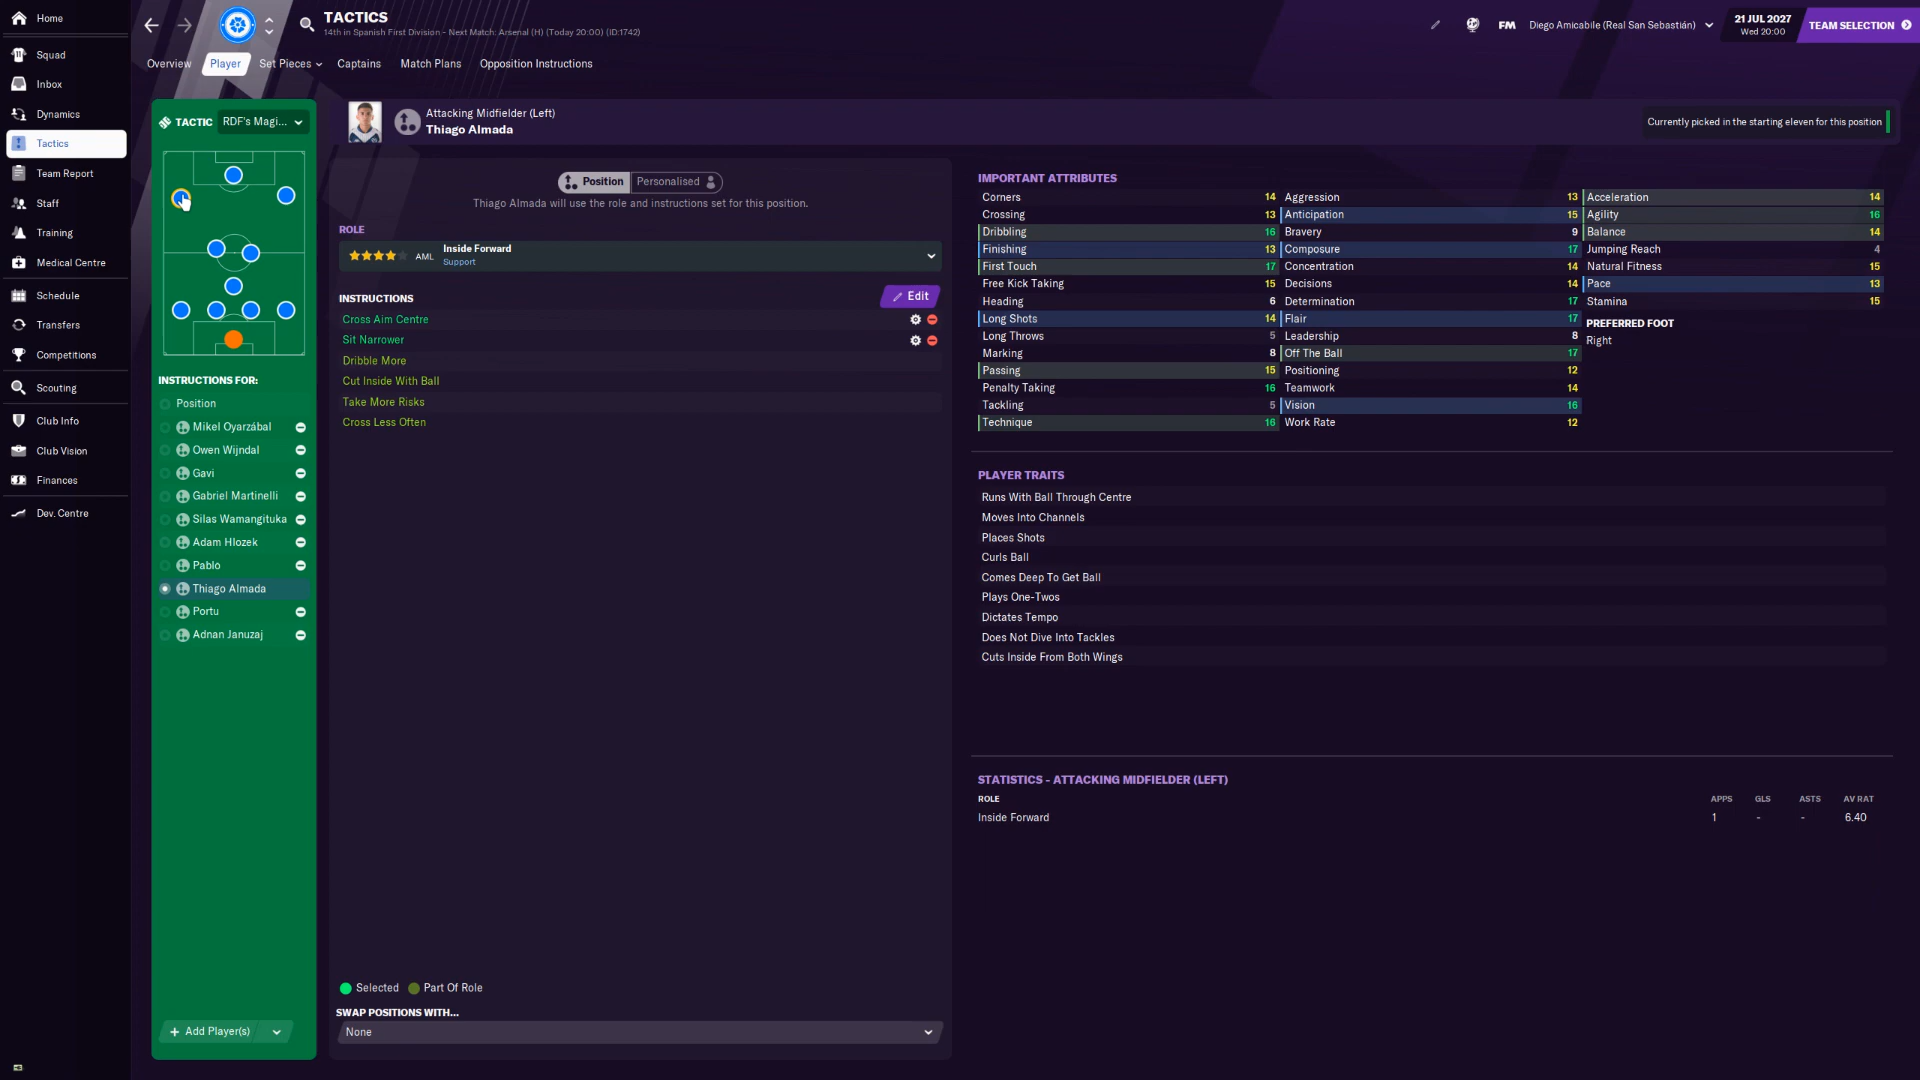 Home
Squad
Inbox
Dynamics
Tactics
Team Report
Staff
Training
Medical Centre
Schedule
Transfers
Competitions
Scouting
Club Info
Club Vision
Finances
Dev. Centre
TACTICS
14th in Spanish First Division - Next Match: Arsenal (H) (Today 20:00) (ID:1742)
FM
Diego Amicabile (Real San Sebastián)
21 JUL 2027
Wed 20:00
TEAM SELECTION
Overview
Player
Set Pieces
Captains
Match Plans
Opposition Instructions
TACTIC
RDF's Magi...
INSTRUCTIONS FOR:
Position
Mikel Oyarzábal
Owen Wijndal
Gavi
Gabriel Martinelli
Silas Wamangituka
Adam Hlozek
Pablo
Thiago Almada
Portu
Adnan Januzaj
Add Player(s)
Attacking Midfielder (Left)
Thiago Almada
Currently picked in the starting eleven for this position
Position
Personalised
Thiago Almada will use the role and instructions set for this position.
ROLE
AML
Inside Forward
Support
INSTRUCTIONS
Edit
Cross Aim Centre
Sit Narrower
Dribble More
Cut Inside With Ball
Take More Risks
Cross Less Often
Selected
Part Of Role
SWAP POSITIONS WITH...
None
IMPORTANT ATTRIBUTES
Corners 14
Crossing 13
Dribbling 16
Finishing 13
First Touch 17
Free Kick Taking 15
Heading 6
Long Shots 14
Long Throws 5
Marking 8
Passing 15
Penalty Taking 16
Tackling 5
Technique 16
Aggression 13
Anticipation 15
Bravery 9
Composure 17
Concentration 14
Decisions 14
Determination 17
Flair 17
Leadership 8
Off The Ball 17
Positioning 12
Teamwork 14
Vision 16
Work Rate 12
Acceleration 14
Agility 16
Balance 14
Jumping Reach 4
Natural Fitness 15
Pace 13
Stamina 15
PREFERRED FOOT
Right
PLAYER TRAITS
Runs With Ball Through Centre
Moves Into Channels
Places Shots
Curls Ball
Comes Deep To Get Ball
Plays One-Twos
Dictates Tempo
Does Not Dive Into Tackles
Cuts Inside From Both Wings
STATISTICS - ATTACKING MIDFIELDER (LEFT)
ROLE APPS GLS ASTS AV RAT
Inside Forward 1 - - 6.40